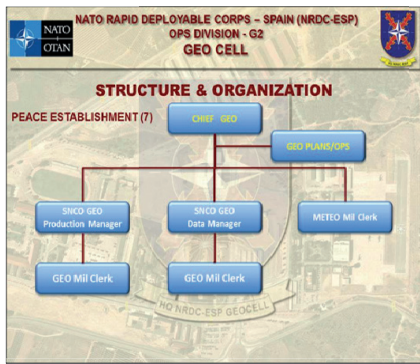 NATO RAPID DEPLOYABLE CORPS – SPAIN (NRDC-ESP)
OPS DIVISION - G2
GEO CELL
NATO
OTAN
STRUCTURE & ORGANIZATION
PEACE ESTABLISHMENT (7)
CHIEF GEO
GEO PLANS/OPS
SNCO GEO
Production Manager
SNCO GEO
Data Manager
METEO Mil Clerk
GEO Mil Clerk
GEO Mil Clerk
HQ NRDC-ESP GEOCELL